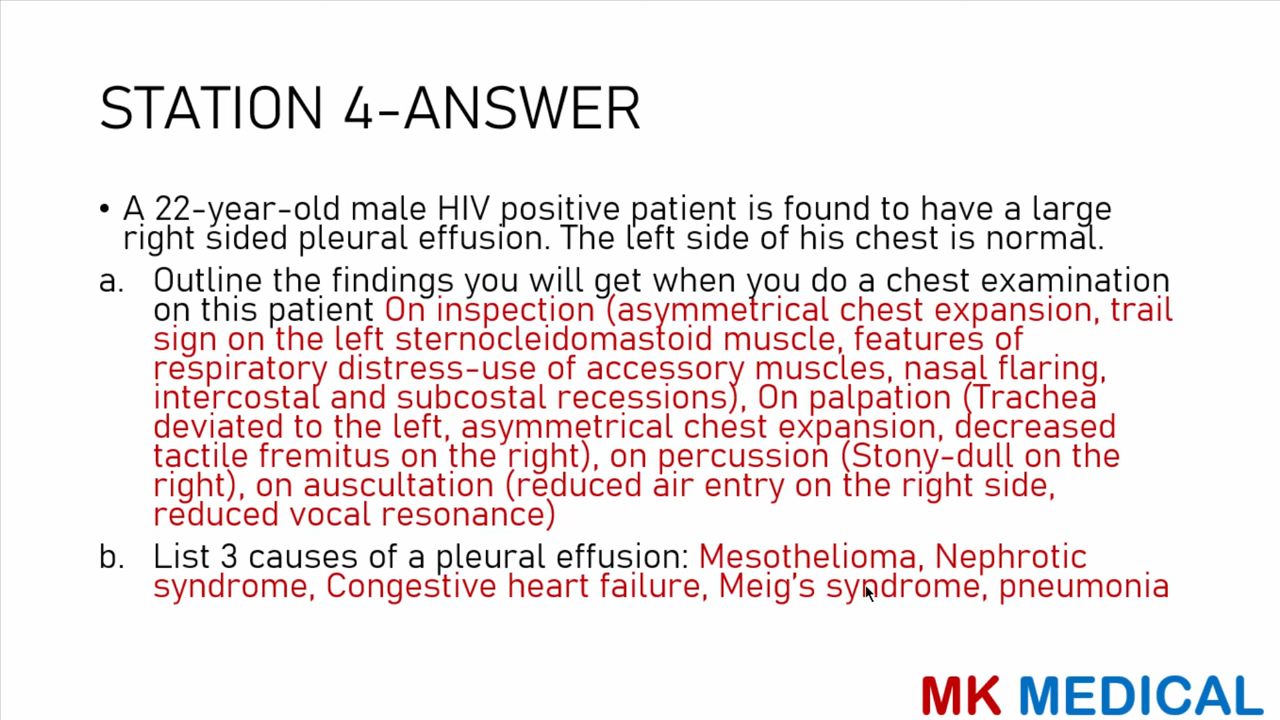 STATION 4-ANSWER
• A 22-year-old male HIV positive patient is found to have a large
right sided pleural effusion. The left side of his chest is normal.
a. Outline the findings you will get when you do a chest examination
on this patient On inspection (asymmetrical chest expansion, trail
sign on the left sternocleidomastoid muscle, features of
respiratory distress-use of accessory muscles, nasal flaring,
intercostal and subcostal recessions), On palpation (Trachea
deviated to the left, asymmetrical chest expansion, decreased
tactile fremitus on the right), on percussion (Stony-dull on the
right), on auscultation (reduced air entry on the right side,
reduced vocal resonance)
b. List 3 causes of a pleural effusion: Mesothelioma, Nephrotic
syndrome, Congestive heart failure, Meig's syndrome, pneumonia
MK MEDICAL